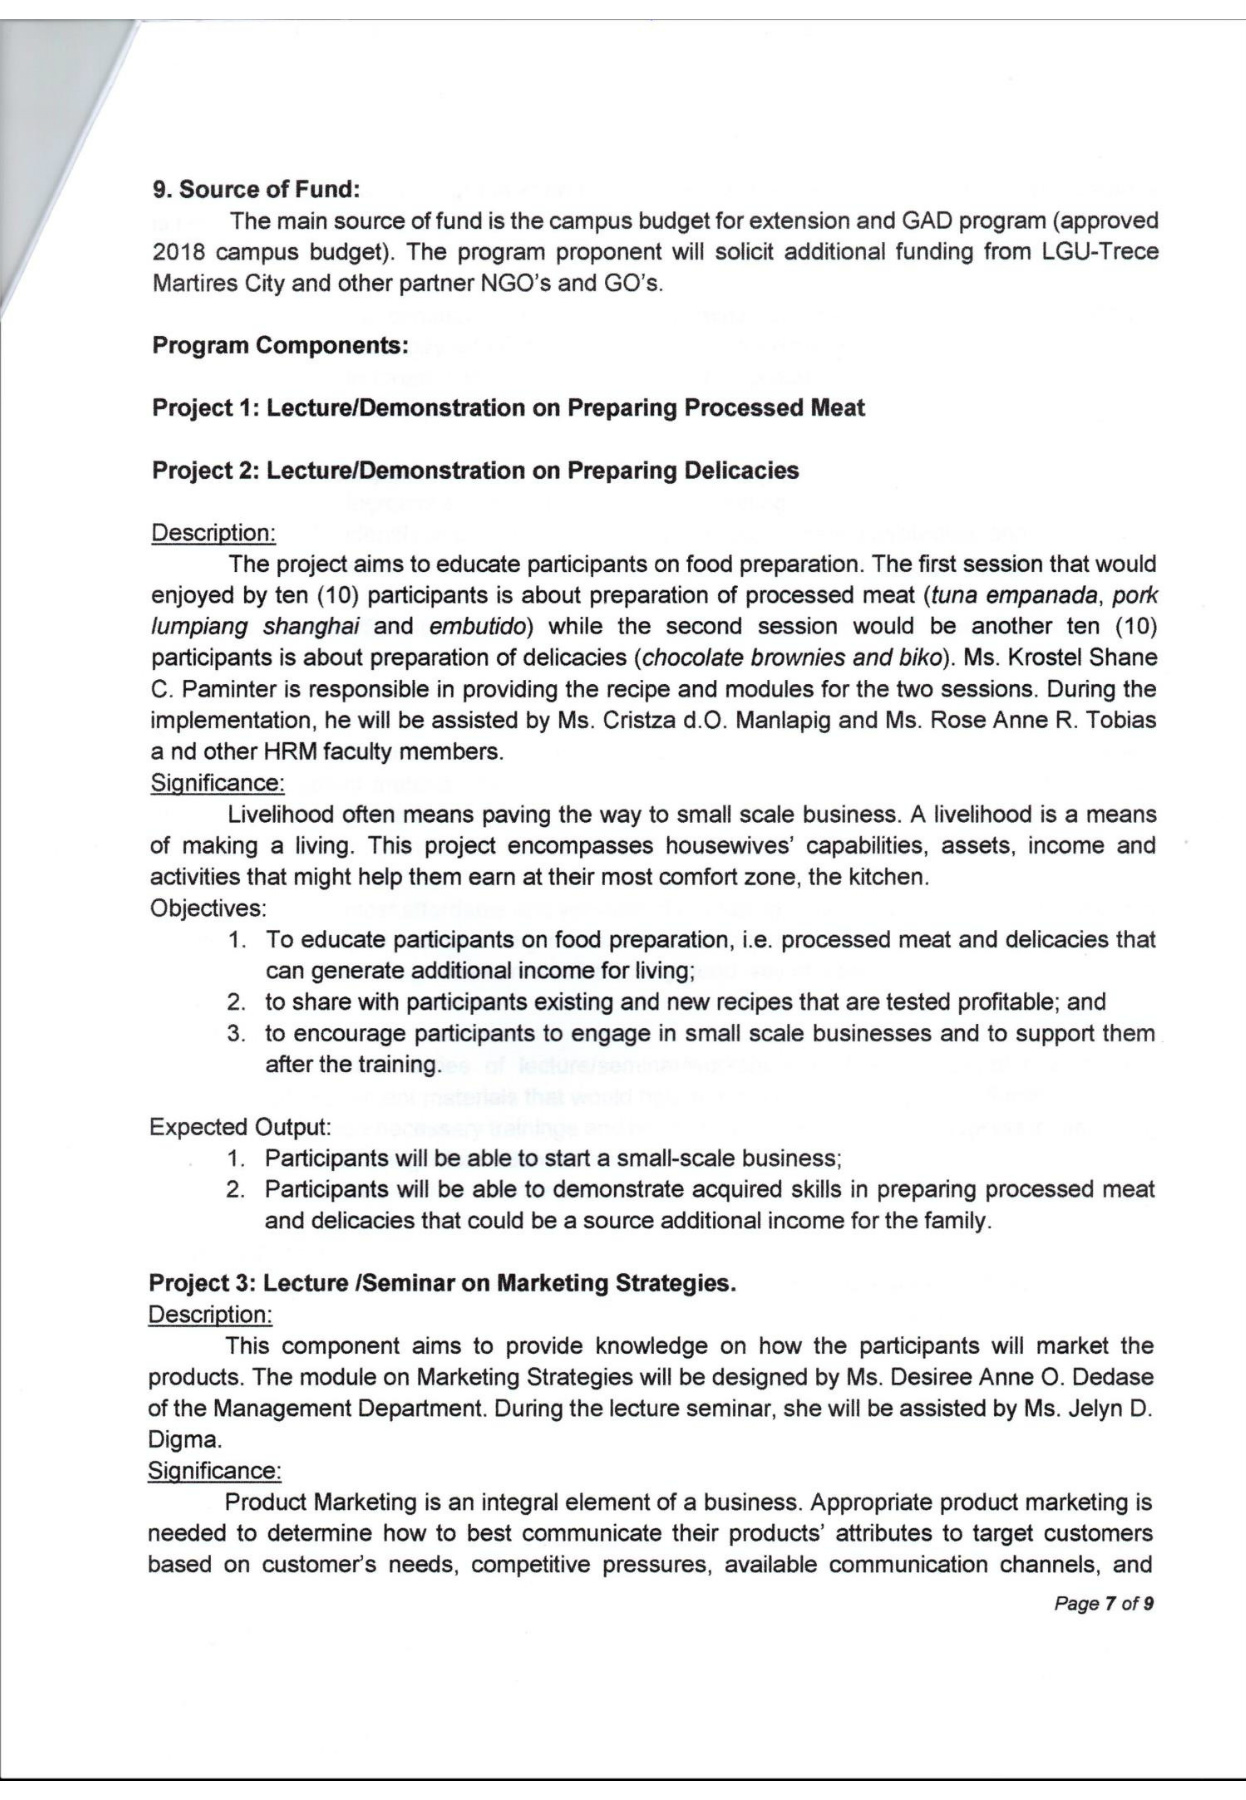 9. Source of Fund:
The main source of fund is the campus budget for extension and GAD program (approved
2018 campus budget). The program proponent will solicit additional funding from LGU-Trece
Martires City and other partner NGO's and GO's.
Program Components:
Project 1: Lecture/Demonstration on Preparing Processed Meat
Project 2: Lecture/Demonstration on Preparing Delicacies
Description:
The project aims to educate participants on food preparation. The first session that would
enjoyed by ten (10) participants is about preparation of processed meat (tuna empanada, pork
lumpiang shanghai and embutido) while the second session would be another ten (10)
participants is about preparation of delicacies (chocolate brownies and biko). Ms. Krostel Shane
C. Paminter is responsible in providing the recipe and modules for the two sessions. During the
implementation, he will be assisted by Ms. Cristza d.O. Manlapig and Ms. Rose Anne R. Tobias
a nd other HRM faculty members.
Significance:
Livelihood often means paving the way to small scale business. A livelihood is a means
of making a living. This project encompasses housewives' capabilities, assets, income and
activities that might help them earn at their most comfort zone, the kitchen.
Objectives:
1. To educate participants on food preparation, i.e. processed meat and delicacies that
can generate additional income for living;
2. to share with participants existing and new recipes that are tested profitable; and
3. to encourage participants to engage in small scale businesses and to support them
after the training.
Expected Output:
1. Participants will be able to start a small-scale business;
2. Participants will be able to demonstrate acquired skills in preparing processed meat
and delicacies that could be a source additional income for the family.
Project 3: Lecture /Seminar on Marketing Strategies.
Description:
This component aims to provide knowledge on how the participants will market the
products. The module on Marketing Strategies will be designed by Ms. Desiree Anne O. Dedase
of the Management Department. During the lecture seminar, she will be assisted by Ms. Jelyn D.
Digma.
Significance:
Product Marketing is an integral element of a business. Appropriate product marketing is
needed to determine how to best communicate their products' attributes to target customers
based on customer's needs, competitive pressures, available communication channels, and
Page 7 of 9